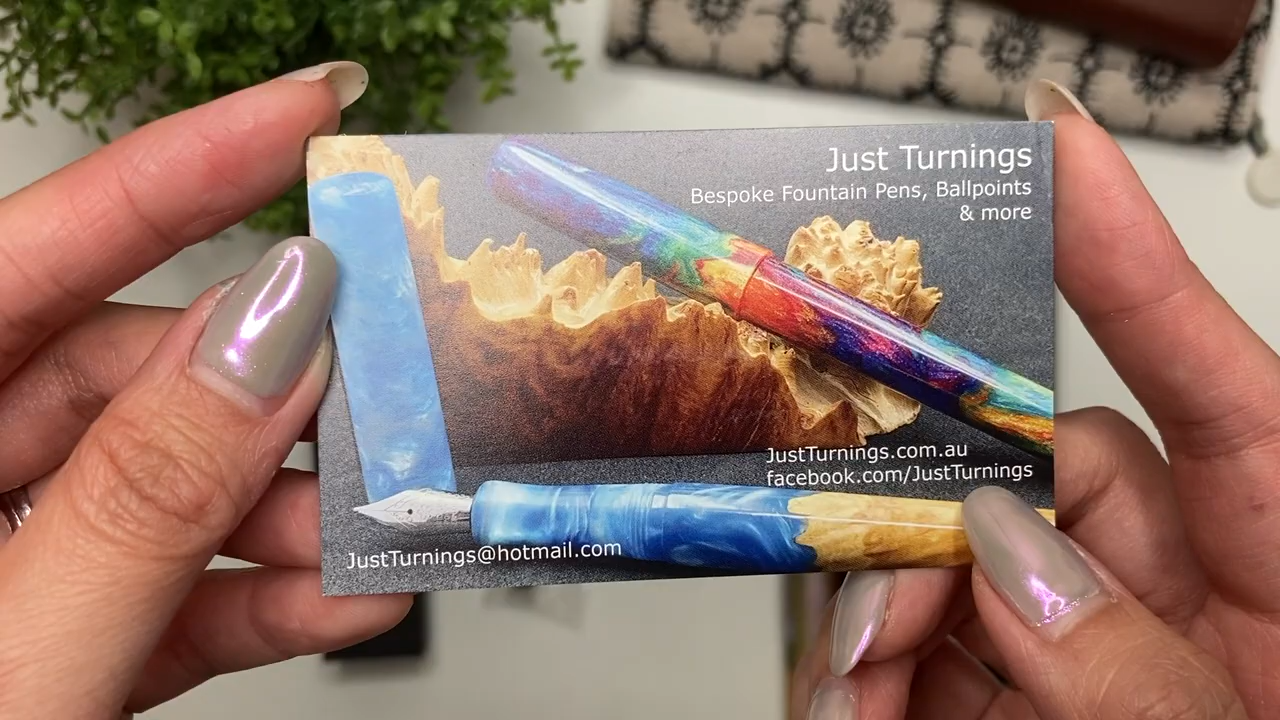 Just Turnings
Bespoke Fountain Pens, Ballpoints
& more
JustTurnings.com.au
facebook.com/JustTurnings
JustTurnings@hotmail.com